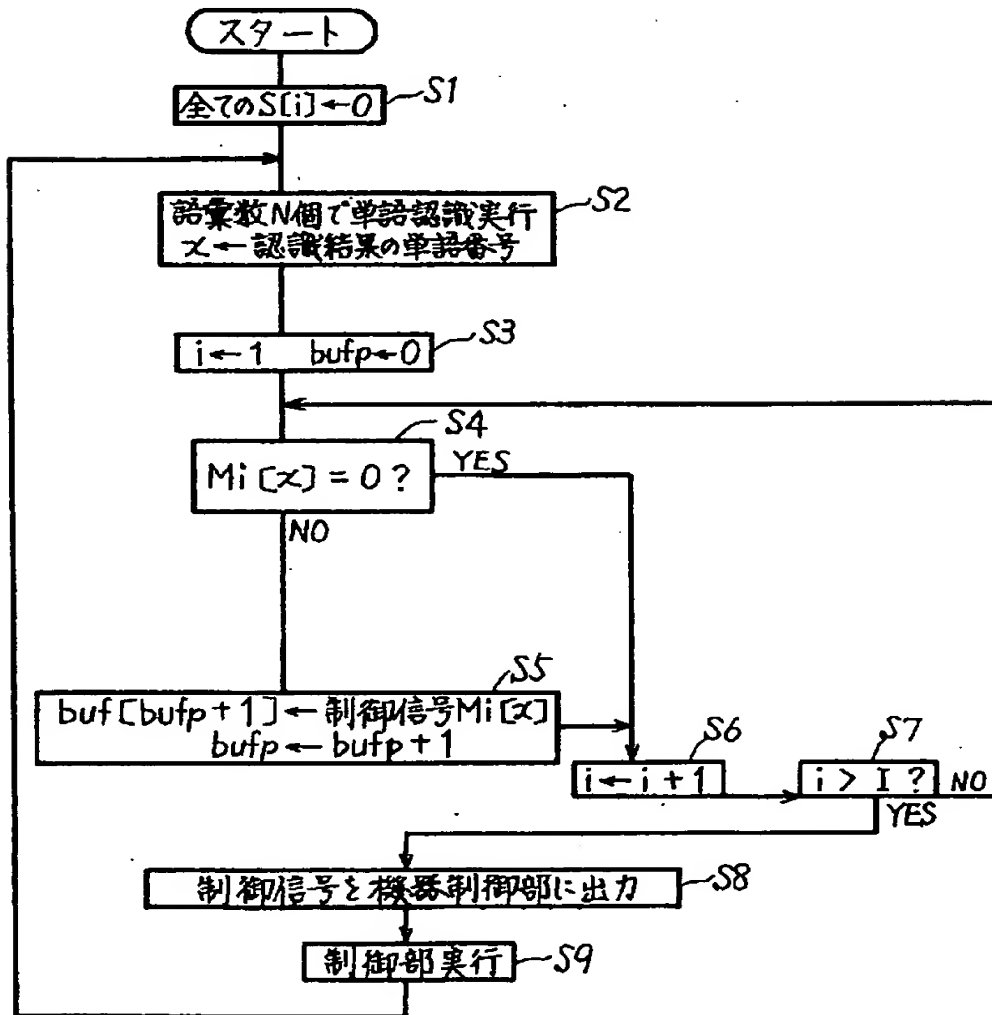 スタート
全てのS[i]←0
S1
語彙数N個で単語認識実行
x←認識結果の単語番号
S2
i←1 bufp←0
S3
S4
Mi[x]=0?
YES
NO
S5
buf[bufp+1]←制御信号Mi[x]
bufp←bufp+1
S6
i←i+1
S7
i>I?
NO
YES
制御信号を機器制御部に出力
S8
制御部実行
S9